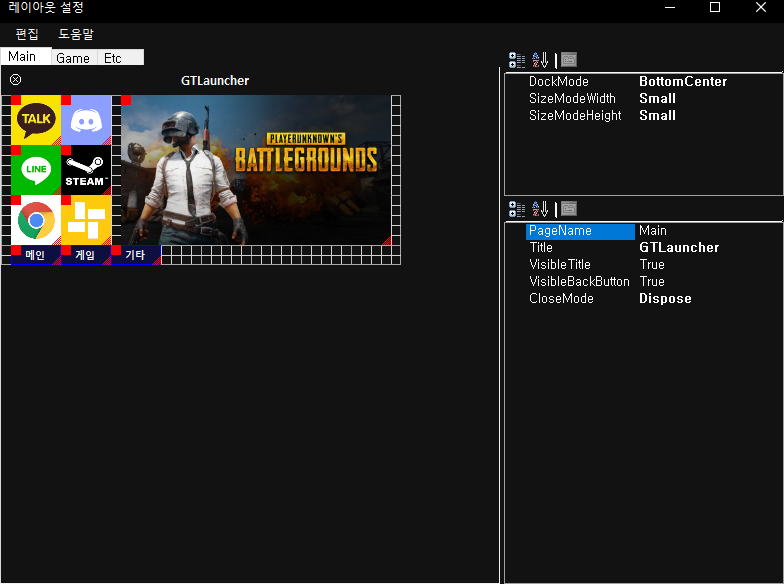 레이아웃 설정
편집 도움말
Main Game Etc
GTLauncher
TALK
LINE
STEAM™
PLAYERUNKNOWN'S
BATTLEGROUNDS
메인 게임 기타
DockMode BottomCenter
SizeModeWidth Small
SizeModeHeight Small
PageName Main
Title GTLauncher
VisibleTitle True
VisibleBackButton True
CloseMode Dispose